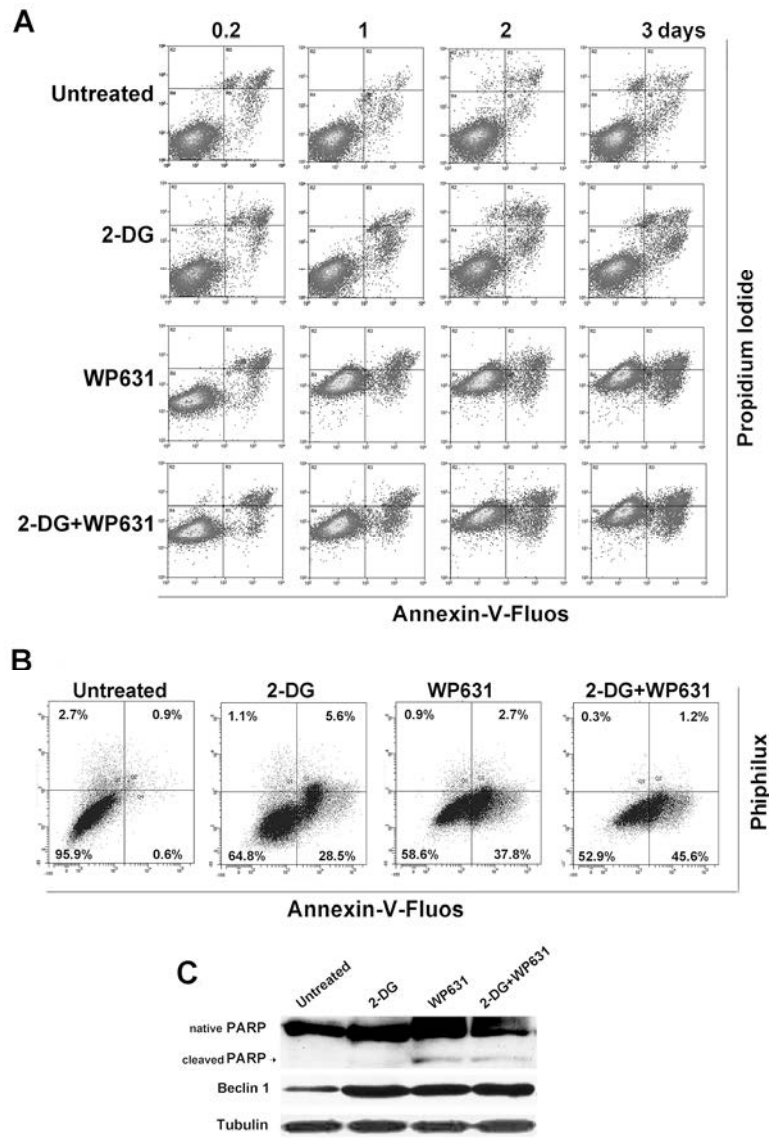 A
0.2 1 2 3 days
Untreated
2-DG
WP631
2-DG+WP631
Propidium Iodide
Annexin-V-Fluos
B
Untreated 2-DG WP631 2-DG+WP631
2.7% 0.9% 1.1% 5.6% 0.9% 2.7% 0.3% 1.2%
95.9% 0.6% 64.8% 28.5% 58.6% 37.8% 52.9% 45.6%
Phiphilux
Annexin-V-Fluos
C
Untreated 2-DG WP631 2-DG+WP631
native PARP
cleaved PARP
Beclin 1
Tubulin